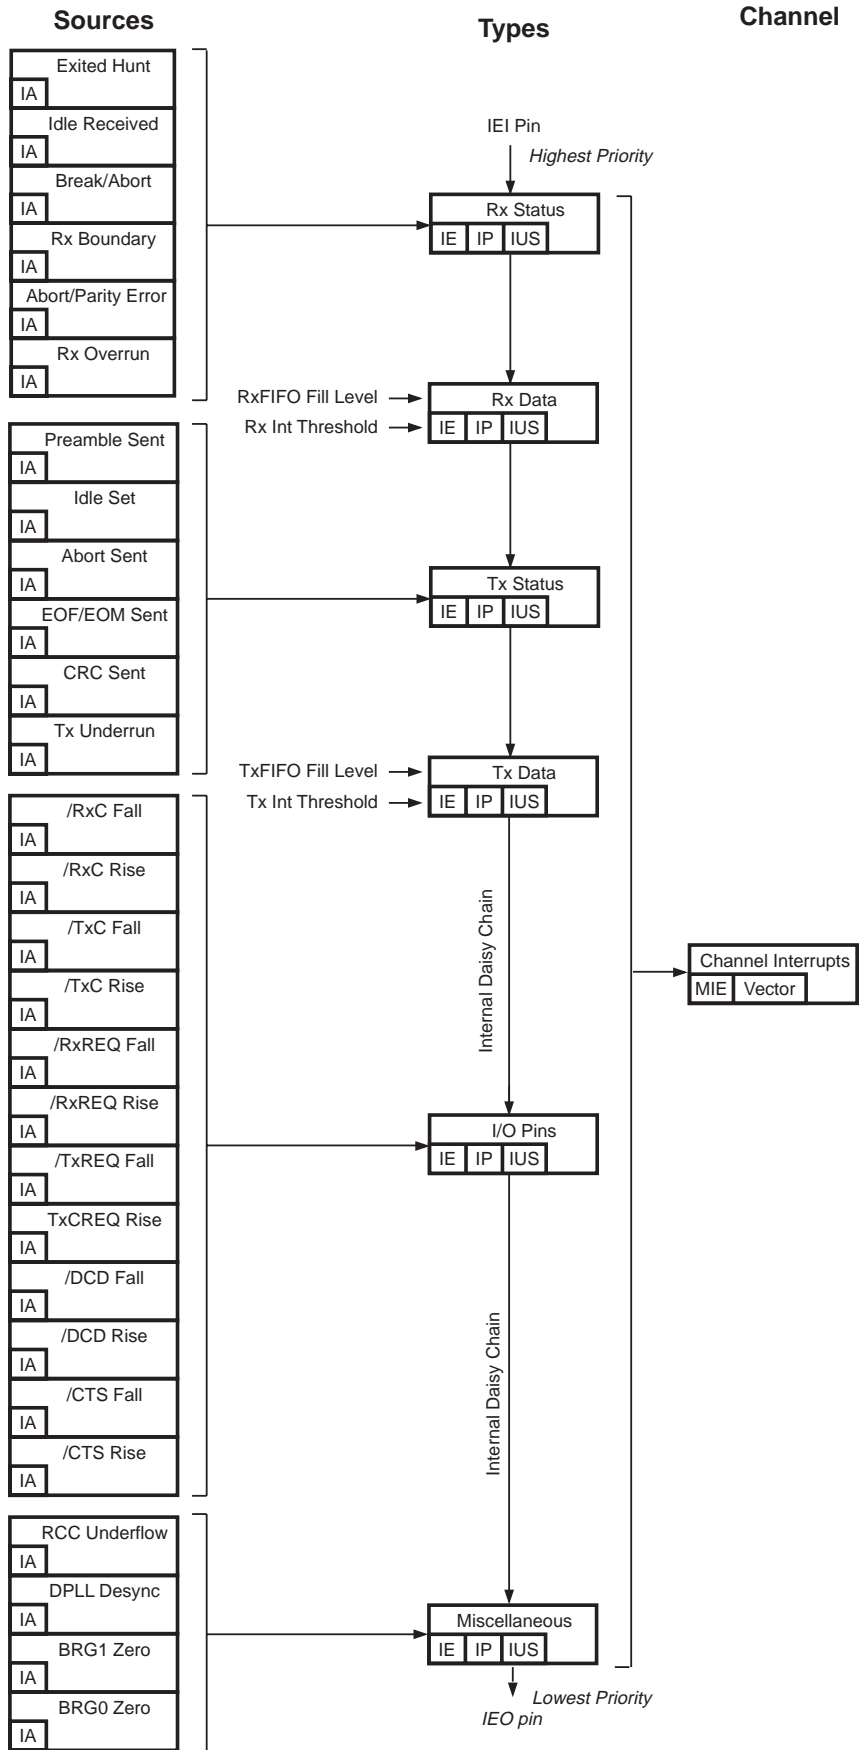 Sources
Types
Channel
Exited Hunt
IA
Idle Received
IA
Break/Abort
IA
Rx Boundary
IA
Abort/Parity Error
IA
Rx Overrun
IA
IEI Pin
Highest Priority
Rx Status
IE IP IUS
RxFIFO Fill Level
Rx Int Threshold
Rx Data
IE IP IUS
Preamble Sent
IA
Idle Set
IA
Abort Sent
IA
EOF/EOM Sent
IA
CRC Sent
IA
Tx Underrun
IA
Tx Status
IE IP IUS
TxFIFO Fill Level
Tx Int Threshold
Tx Data
IE IP IUS
/RxC Fall
IA
/RxC Rise
IA
/TxC Fall
IA
/TxC Rise
IA
/RxREQ Fall
IA
/RxREQ Rise
IA
/TxREQ Fall
IA
TxCREQ Rise
IA
/DCD Fall
IA
/DCD Rise
IA
/CTS Fall
IA
/CTS Rise
IA
Internal Daisy Chain
Channel Interrupts
MIE Vector
I/O Pins
IE IP IUS
Internal Daisy Chain
RCC Underflow
IA
DPLL Desync
IA
BRG1 Zero
IA
BRG0 Zero
IA
Miscellaneous
IE IP IUS
Lowest Priority
IEO pin